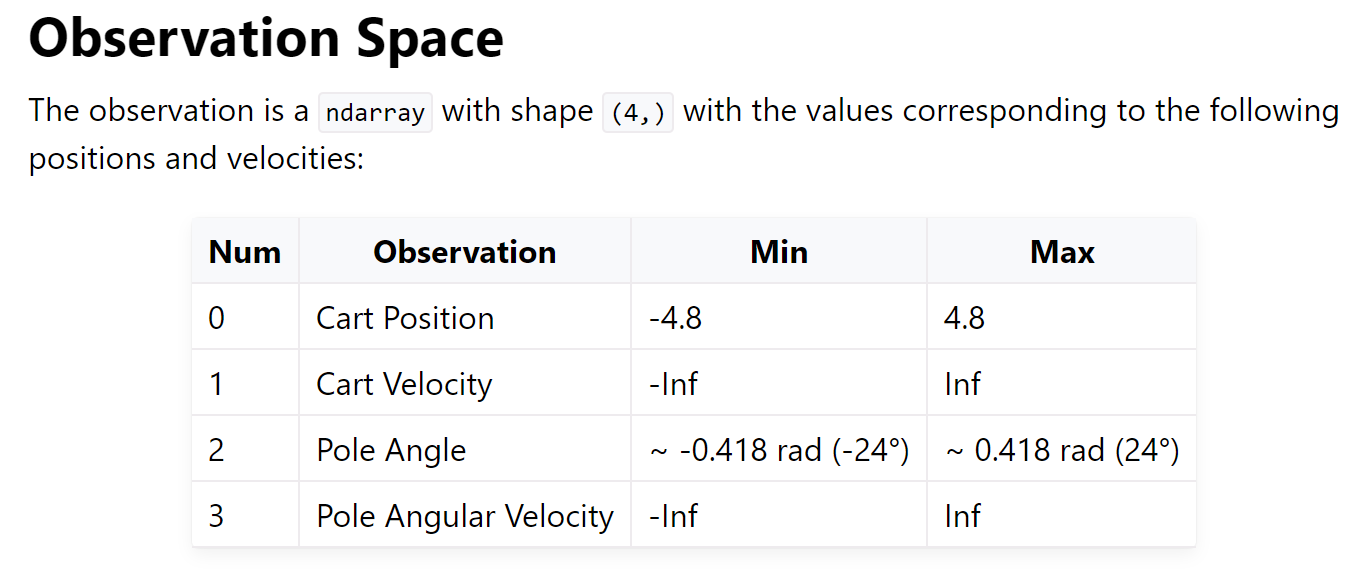 Observation Space
The observation is a ndarray with shape (4,) with the values corresponding to the following
positions and velocities:
Num Observation Min Max
0 Cart Position -4.8 4.8
1 Cart Velocity -Inf Inf
2 Pole Angle ~ -0.418 rad (-24°) ~ 0.418 rad (24°)
3 Pole Angular Velocity -Inf Inf